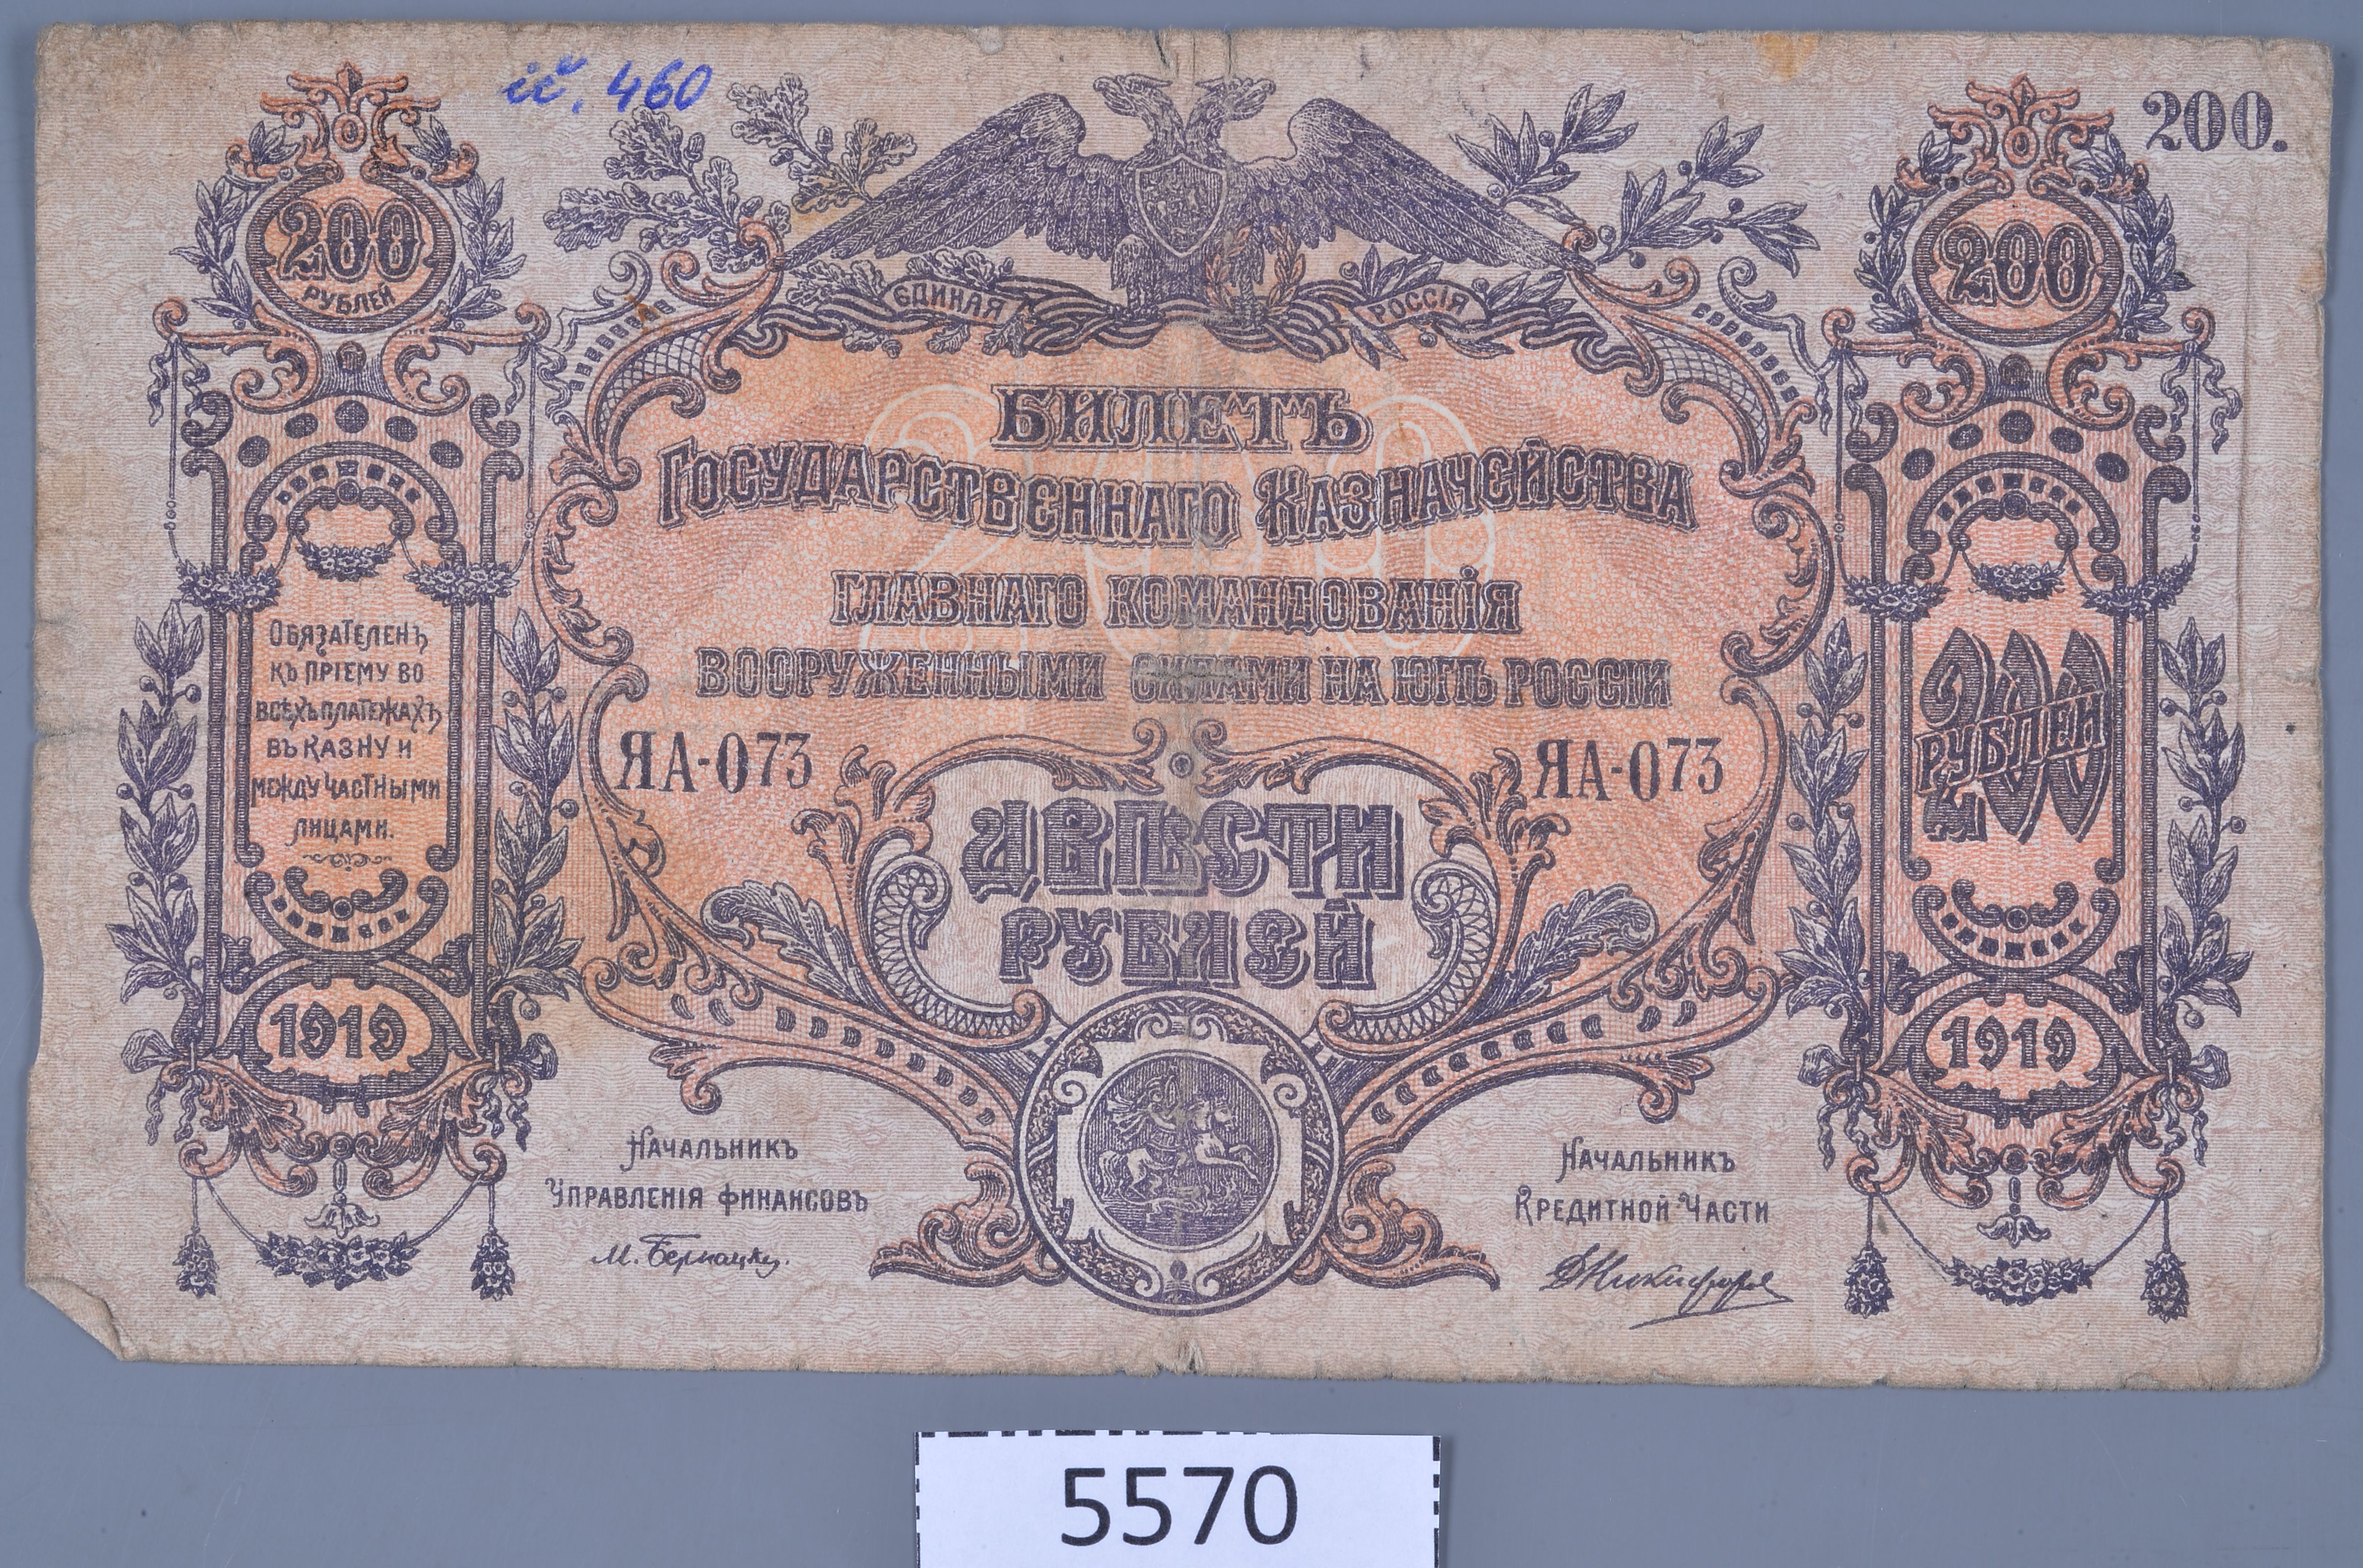 ič. 460
200.
200
РУБЛЕЙ
200
ЕДИНАЯ
РОССІЯ
БИЛЕТЪ
ГОСУДАРСТВЕННАГО КАЗНАЧЕЙСТВА
ГЛАВНАГО КОМАНДОВАНІЯ
ВООРУЖЕННЫМИ СИЛАМИ НА ЮГѢ РОССІИ
ЯА-073
ЯА-073
ДВѢСТИ
РУБЛЕЙ
ОБЯЗАТЕЛЕНЪ
КЪ ПРІЕМУ ВО
ВСѢХЪ ПЛАТЕЖАХЪ
ВЪ КАЗНУ И
МЕЖДУ ЧАСТНЫМИ
ЛИЦАМИ.
200
РУБЛЕЙ
1919
1919
НАЧАЛЬНИКЪ
УПРАВЛЕНІЯ ФИНАНСОВЪ
М. Бернацкій.
НАЧАЛЬНИКЪ
КРЕДИТНОЙ ЧАСТИ
Д Никифоров
5570